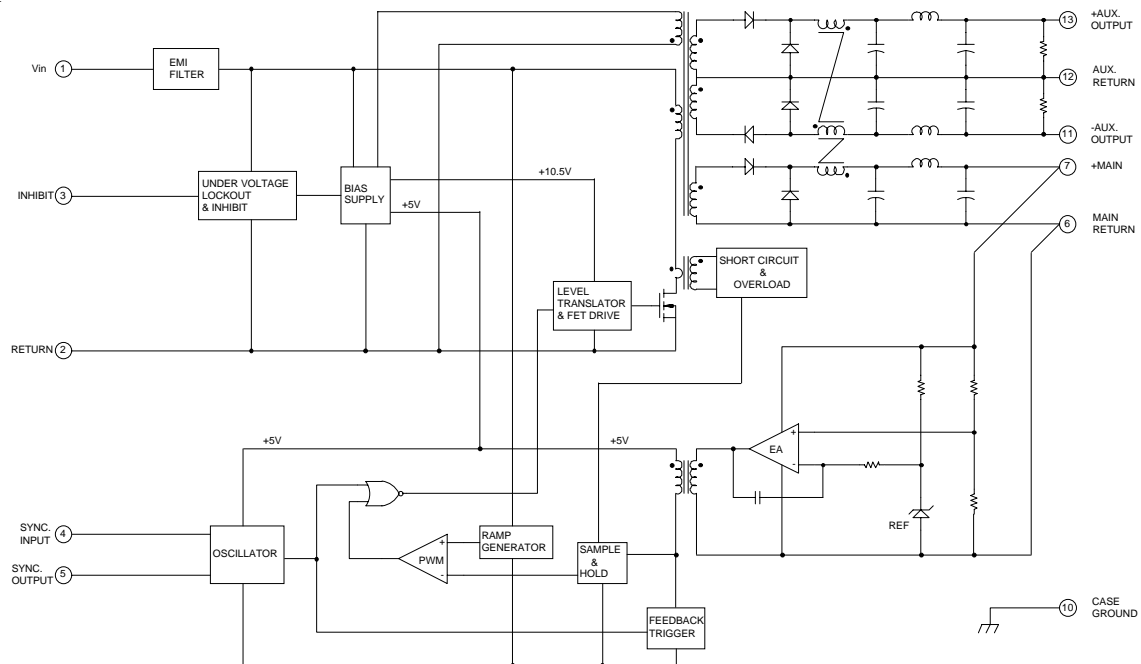 13
+AUX.
OUTPUT
EMI
FILTER
Vin
1
12
AUX.
RETURN
11
-AUX.
OUTPUT
7
+MAIN
UNDER VOLTAGE
LOCKOUT
& INHIBIT
BIAS
SUPPLY
+10.5V
+5V
INHIBIT
3
6
MAIN
RETURN
SHORT CIRCUIT
&
OVERLOAD
LEVEL
TRANSLATOR
& FET DRIVE
RETURN
2
+5V
+5V
+
EA
-
REF
SYNC.
INPUT
4
SYNC.
OUTPUT
5
OSCILLATOR
PWM
+
-
RAMP
GENERATOR
SAMPLE
&
HOLD
FEEDBACK
TRIGGER
10
CASE
GROUND